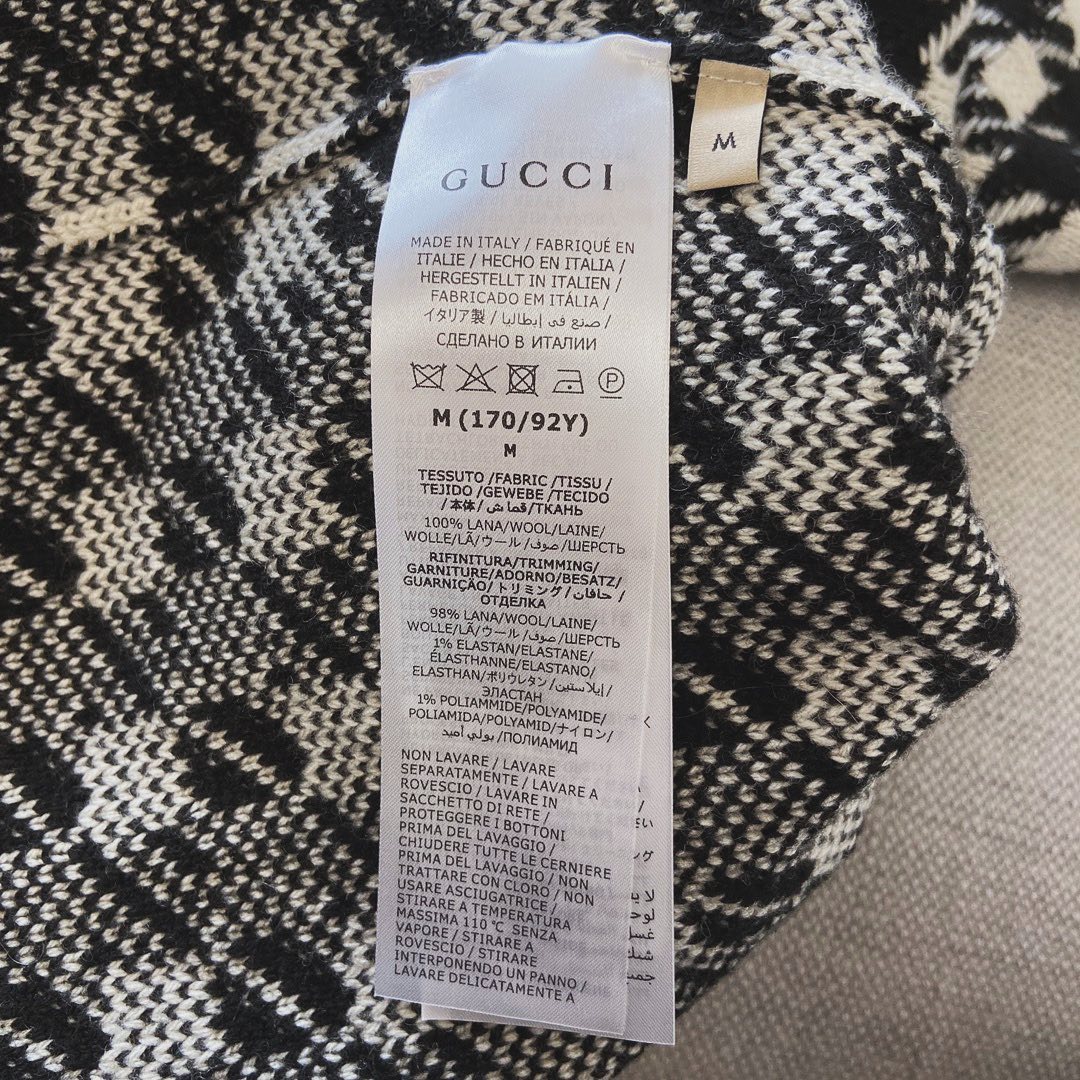 GUCCI
M
MADE IN ITALY / FABRIQUÉ EN
ITALIE / HECHO EN ITALIA /
HERGESTELLT IN ITALIEN /
FABRICADO EM ITÁLIA /
イタリア製 / صنع في إيطاليا /
СДЕЛАНО В ИТАЛИИ
P
M (170/92Y)
M
TESSUTO /FABRIC /TISSU /
TEJIDO /GEWEBE /TECIDO
/ 本体/ قماش /ТКАНЬ
100% LANA/WOOL/LAINE/
WOLLE/LÃ/ウール /صوف /ШЕРСТЬ
RIFINITURA/TRIMMING/
GARNITURE/ADORNO/BESATZ/
GUARNIÇÃO/トリミング/ حافات /
ОТДЕЛКА
98% LANA/WOOL/LAINE/
WOLLE/LÃ/ウール /صوف /ШЕРСТЬ
1% ELASTAN/ELASTANE/
ÉLASTHANNE/ELASTANO/
ELASTHAN/ポリウレタン /إيلاستين/
ЭЛАСТАН
1% POLIAMMIDE/POLYAMIDE/
POLIAMIDA/POLYAMID/ナイロン/
بولي أميد /ПОЛИАМИД
NON LAVARE / LAVARE
SEPARATAMENTE / LAVARE A
ROVESCIO / LAVARE IN
SACCHETTO DI RETE /
PROTEGGERE I BOTTONI
PRIMA DEL LAVAGGIO /
CHIUDERE TUTTE LE CERNIERE
PRIMA DEL LAVAGGIO / NON
TRATTARE CON CLORO / NON
USARE ASCIUGATRICE /
STIRARE A TEMPERATURA
MASSIMA 110 °C SENZA
VAPORE / STIRARE A
ROVESCIO / STIRARE
INTERPONENDO UN PANNO /
LAVARE DELICATAMENTE A